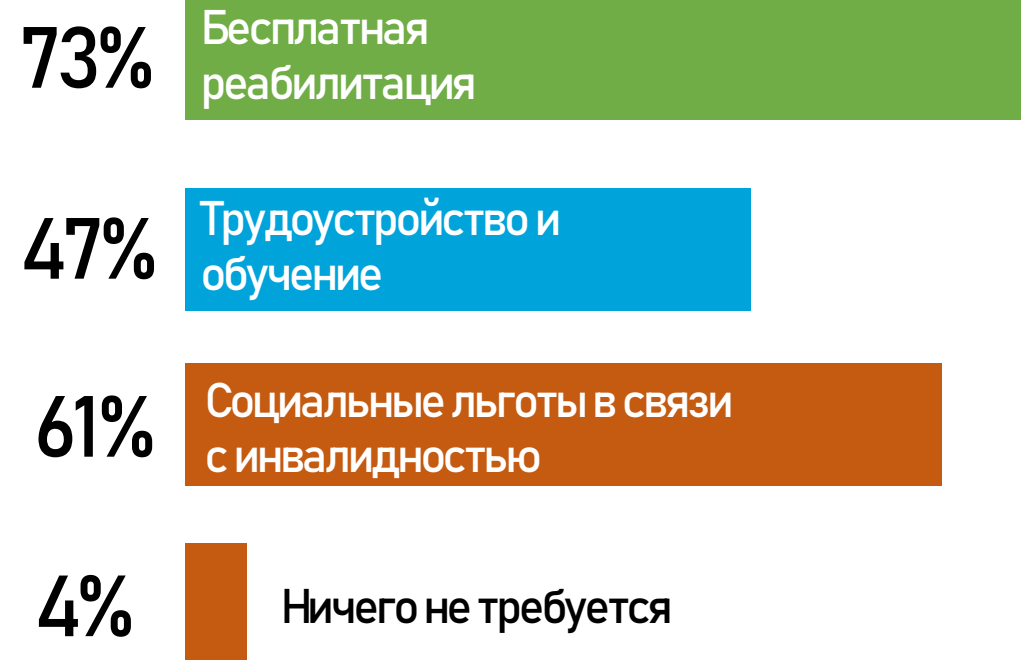 73%
Бесплатная
реабилитация
47%
Трудоустройство и
обучение
61%
Социальные льготы в связи
с инвалидностью
4%
Ничего не требуется